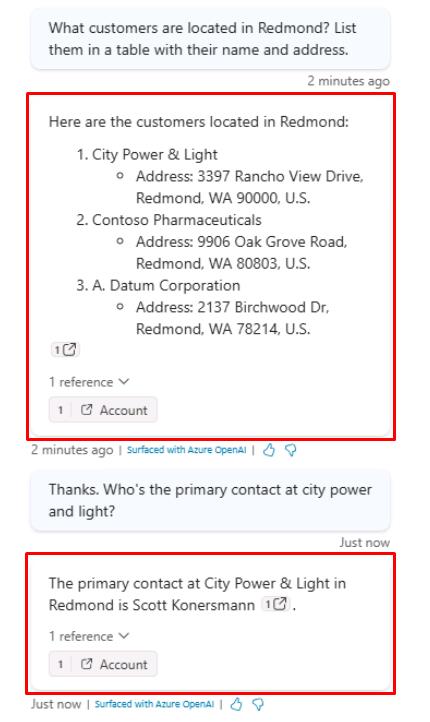 What customers are located in Redmond? List
them in a table with their name and address.
2 minutes ago
Here are the customers located in Redmond:
1. City Power & Light
○ Address: 3397 Rancho View Drive,
Redmond, WA 90000, U.S.
2. Contoso Pharmaceuticals
○ Address: 9906 Oak Grove Road,
Redmond, WA 80803, U.S.
3. A. Datum Corporation
○ Address: 2137 Birchwood Dr,
Redmond, WA 78214, U.S.
1
1 reference
1 Account
2 minutes ago | Surfaced with Azure OpenAI |
Thanks. Who's the primary contact at city power
and light?
Just now
The primary contact at City Power & Light in
Redmond is Scott Konersmann 1 .
1 reference
1 Account
Just now | Surfaced with Azure OpenAI |